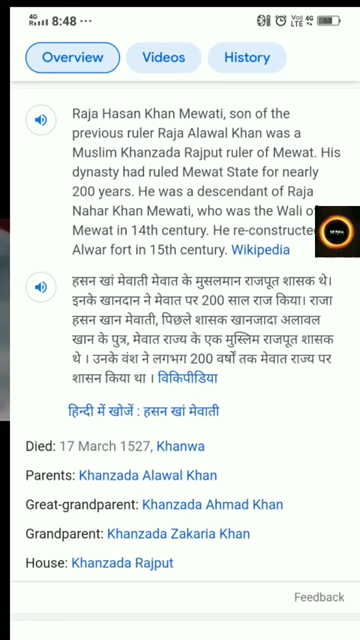 4G
8:48 ...
Vo))
LTE
4G
Overview
Videos
History
Raja Hasan Khan Mewati, son of the
previous ruler Raja Alawal Khan was a
Muslim Khanzada Rajput ruler of Mewat. His
dynasty had ruled Mewat State for nearly
200 years. He was a descendant of Raja
Nahar Khan Mewati, who was the Wali
Mewat in 14th century. He
Alwar fort in 15th century. Wikipedia
हसन खां मेवाती मेवात के मुसलमान राजपूत शासक थे।
इनके खानदान ने मेवात पर 200 साल राज किया। राजा
हसन खान मेवाती, पिछले शासक खानजादा अलावल
खान के पुत्र, मेवात राज्य के एक मुस्लिम राजपूत शासक
थे । उनके वंश ने लगभग 200 वर्षों तक मेवात राज्य पर
शासन किया था । विकिपीडिया
हिन्दी में खोजें : हसन खां मेवाती
Died: 17 March 1527, Khanwa
Parents: Khanzada Alawal Khan
Great-grandparent: Khanzada Ahmad Khan
Grandparent: Khanzada Zakaria Khan
House: Khanzada Rajput
Feedback